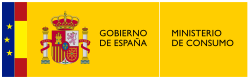 GOBIERNO
DE ESPAÑA
MINISTERIO
DE CONSUMO